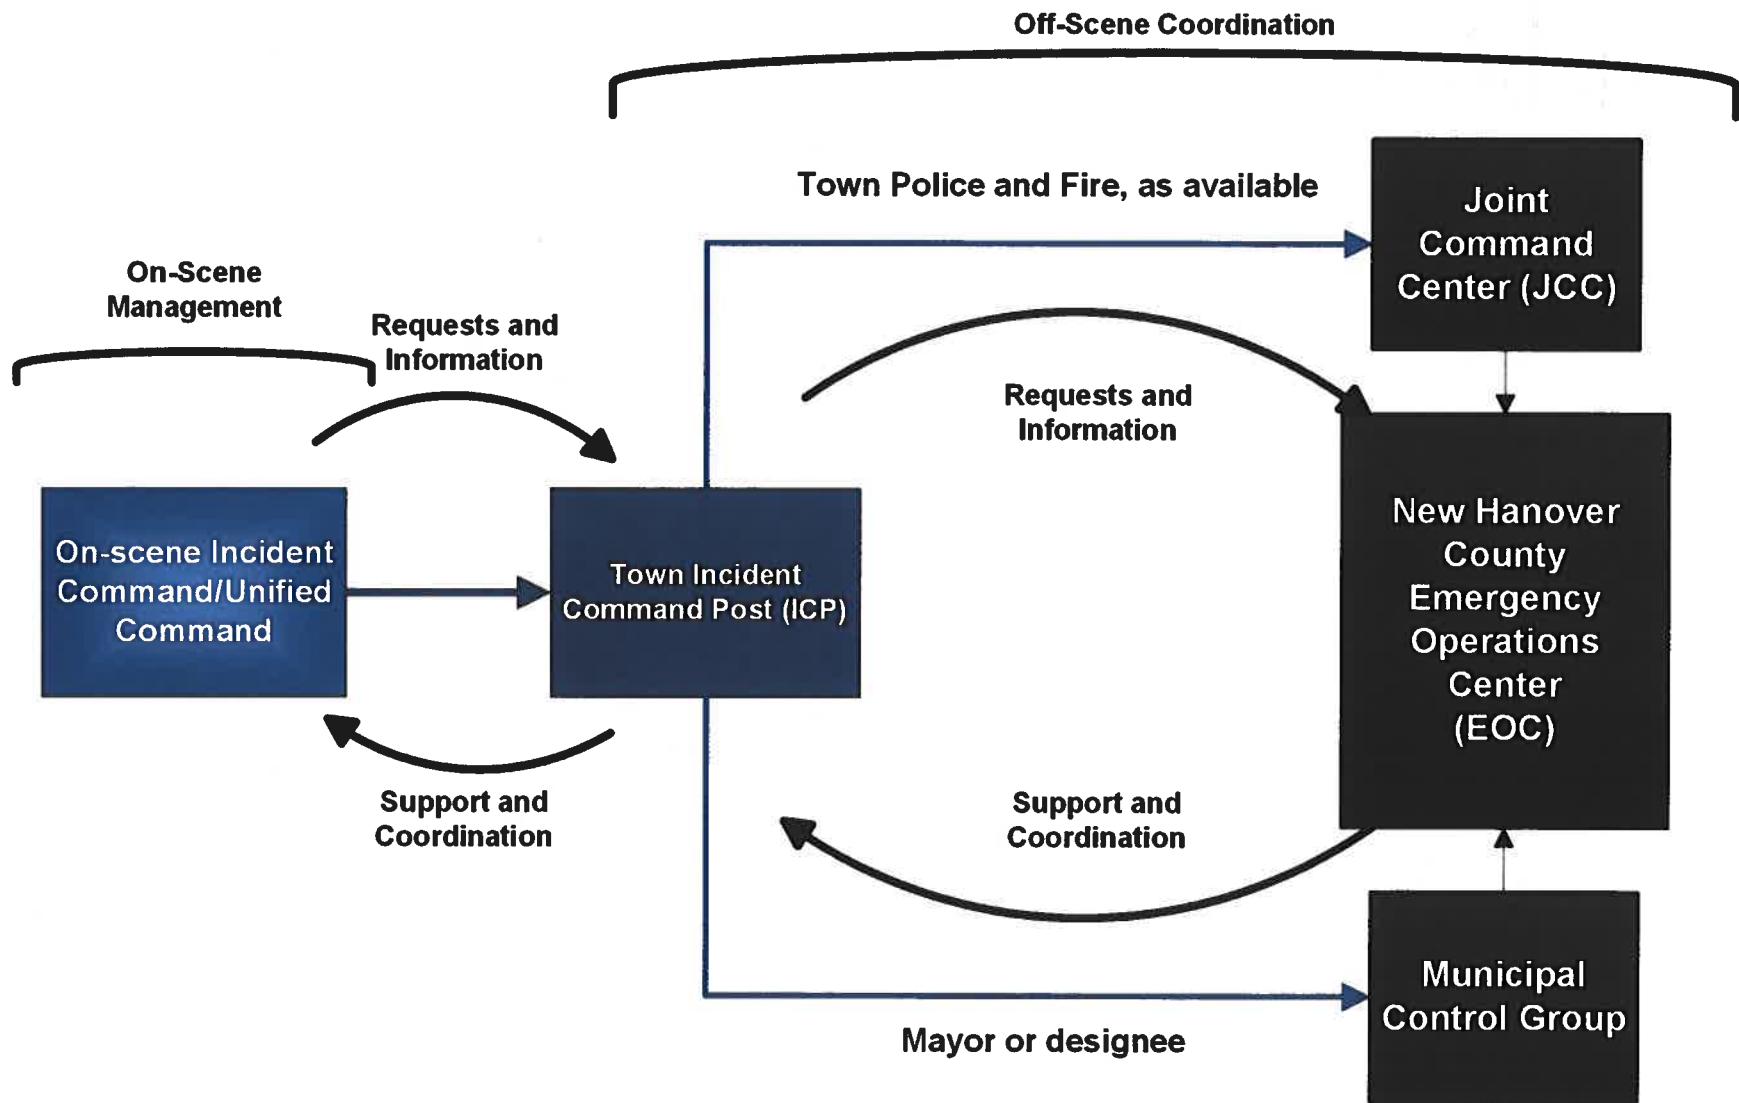 Off-Scene Coordination
Town Police and Fire, as available
Joint
Command
Center (JCC)
On-Scene
Management
Requests and
Information
Requests and
Information
On-scene Incident
Command/Unified
Command
Town Incident
Command Post (ICP)
New Hanover
County
Emergency
Operations
Center
(EOC)
Support and
Coordination
Support and
Coordination
Municipal
Control Group
Mayor or designee